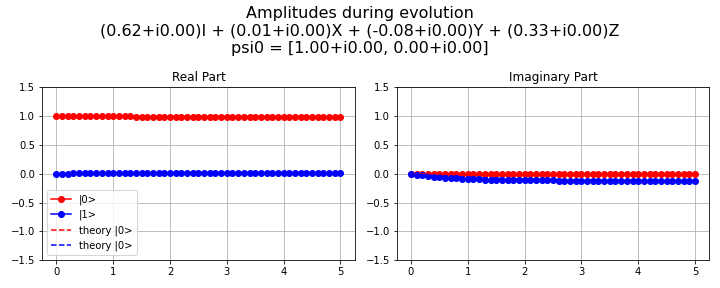 Amplitudes during evolution
(0.62+i0.00)I + (0.01+i0.00)X + (-0.08+i0.00)Y + (0.33+i0.00)Z
psi0 = [1.00+i0.00, 0.00+i0.00]
Real Part
1.5
1.0
0.5
0.0
−0.5
−1.0
−1.5
0 1 2 3 4 5
|0>
|1>
theory |0>
theory |0>
Imaginary Part
1.5
1.0
0.5
0.0
−0.5
−1.0
−1.5
0 1 2 3 4 5